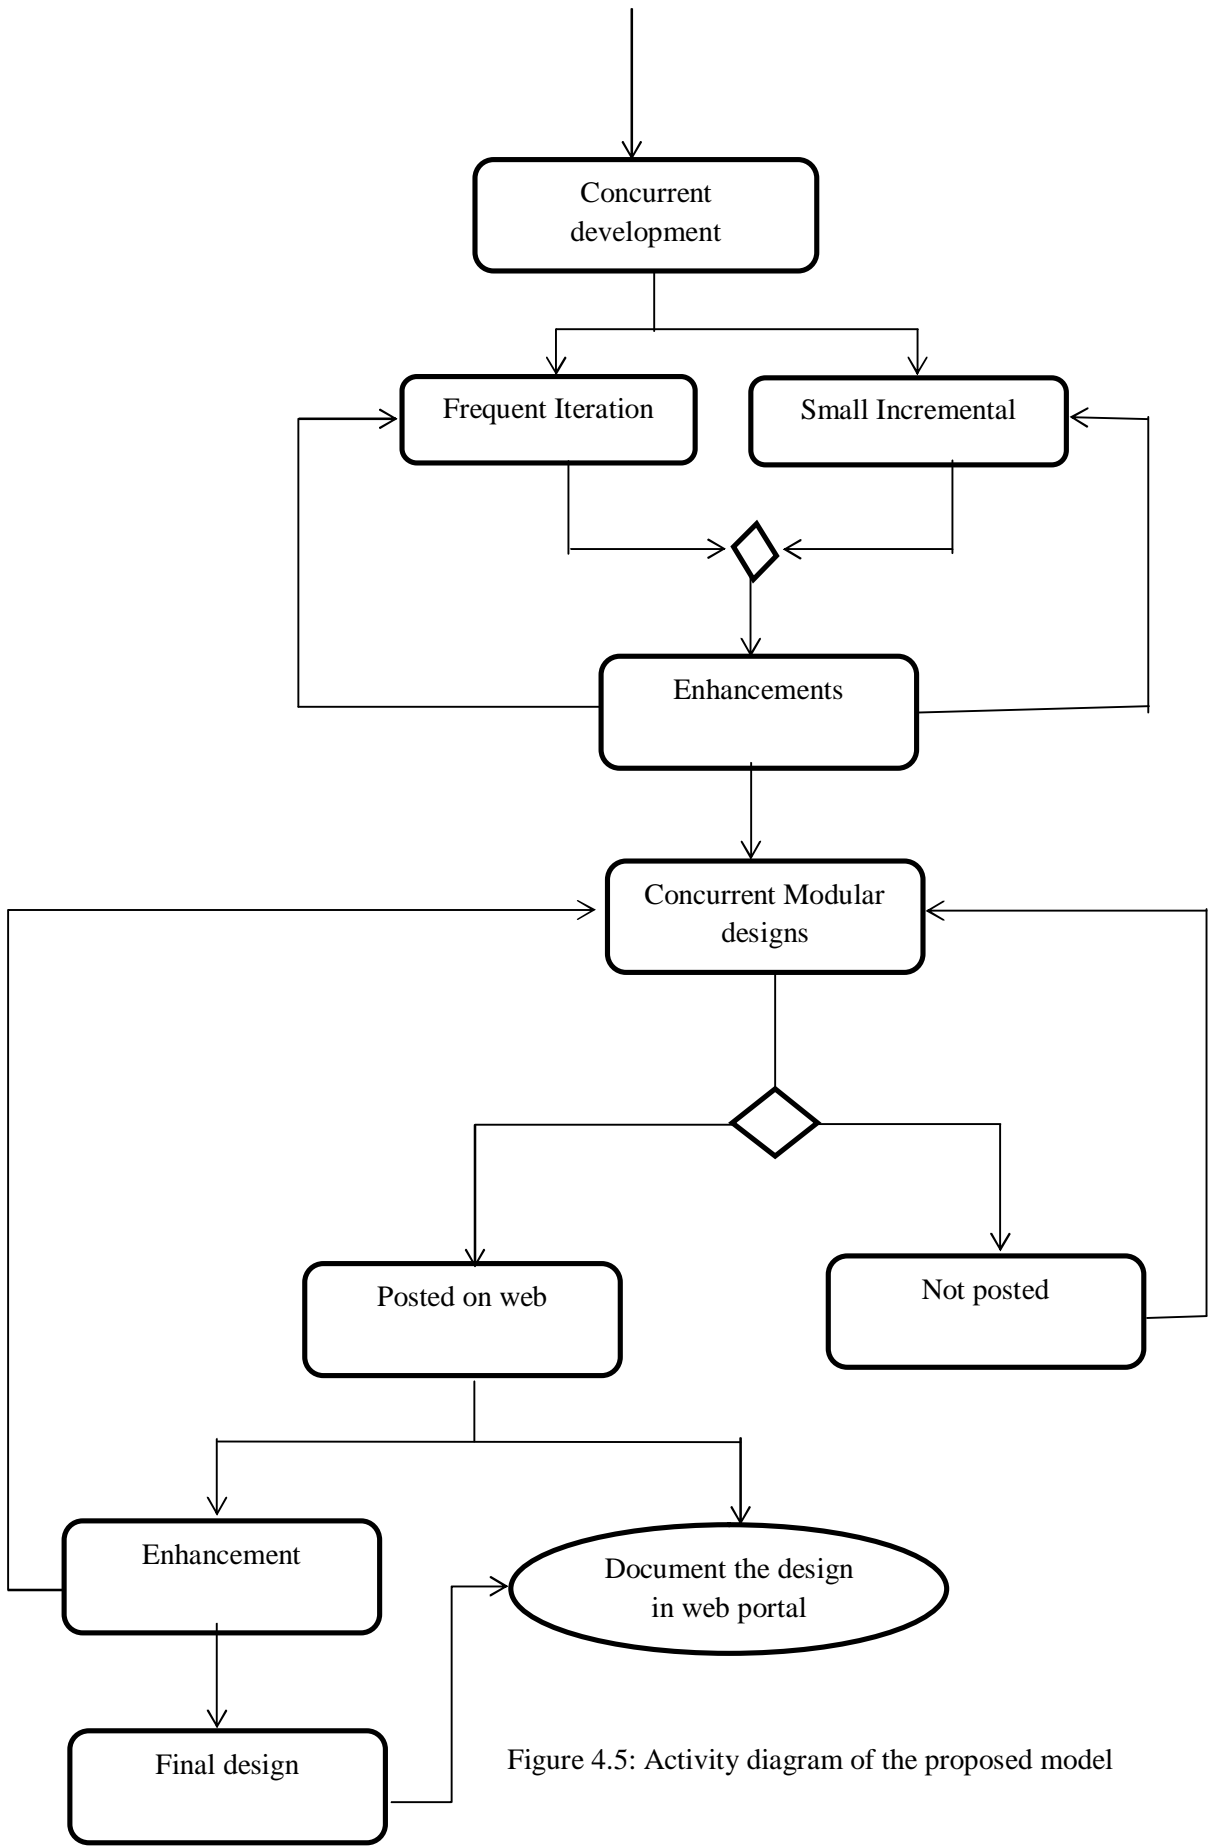 Concurrent
development
Frequent Iteration
Small Incremental
Enhancements
Concurrent Modular
designs
Posted on web
Not posted
Enhancement
Document the design
in web portal
Final design
Figure 4.5: Activity diagram of the proposed model